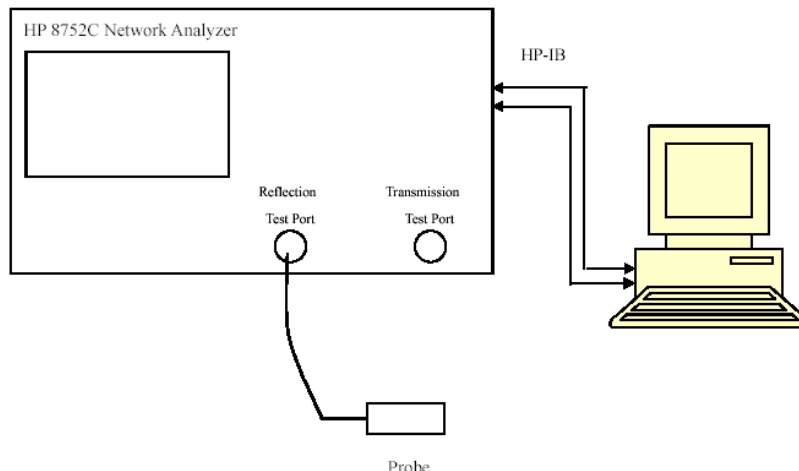 HP 8752C Network Analyzer
HP-IB
Reflection
Test Port
Transmission
Test Port
Probe